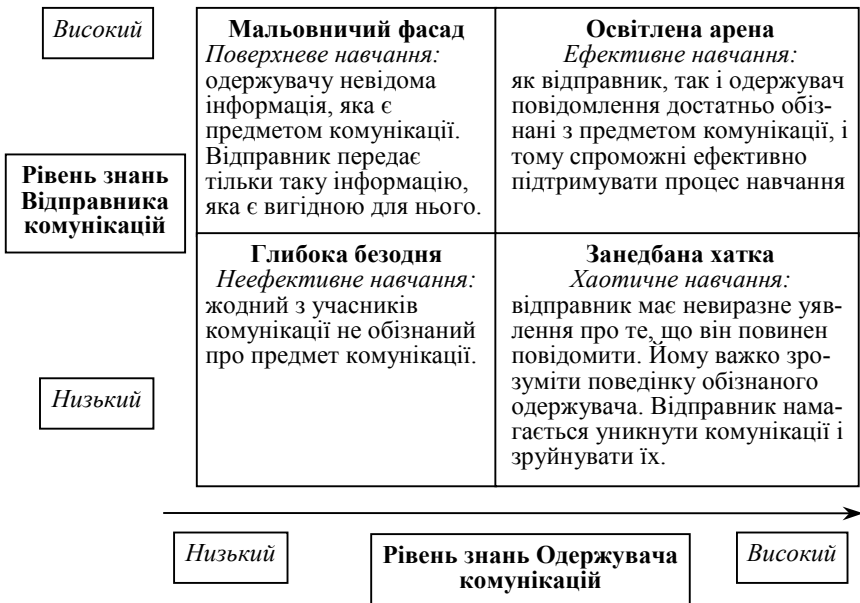 Високий
Мальовничий фасад
Поверхневе навчання:
одержувачу невідома
інформація, яка є
предметом комунікації.
Відправник передає
тільки таку інформацію,
яка є вигідною для нього.
Освітлена арена
Ефективне навчання:
як відправник, так і одержувач
повідомлення достатньо обіз-
нані з предметом комунікації, і
тому спроможні ефективно
підтримувати процес навчання
Рівень знань
Відправника
комунікацій
Глибока безодня
Неефективне навчання:
жодний з учасників
комунікації не обізнаний
про предмет комунікації.
Занедбана хатка
Хаотичне навчання:
відправник має невиразне уяв-
лення про те, що він повинен
повідомити. Йому важко зро-
зуміти поведінку обізнаного
одержувача. Відправник нама-
гається уникнути комунікації і
зруйнувати їх.
Низький
Низький
Рівень знань Одержувача
комунікацій
Високий